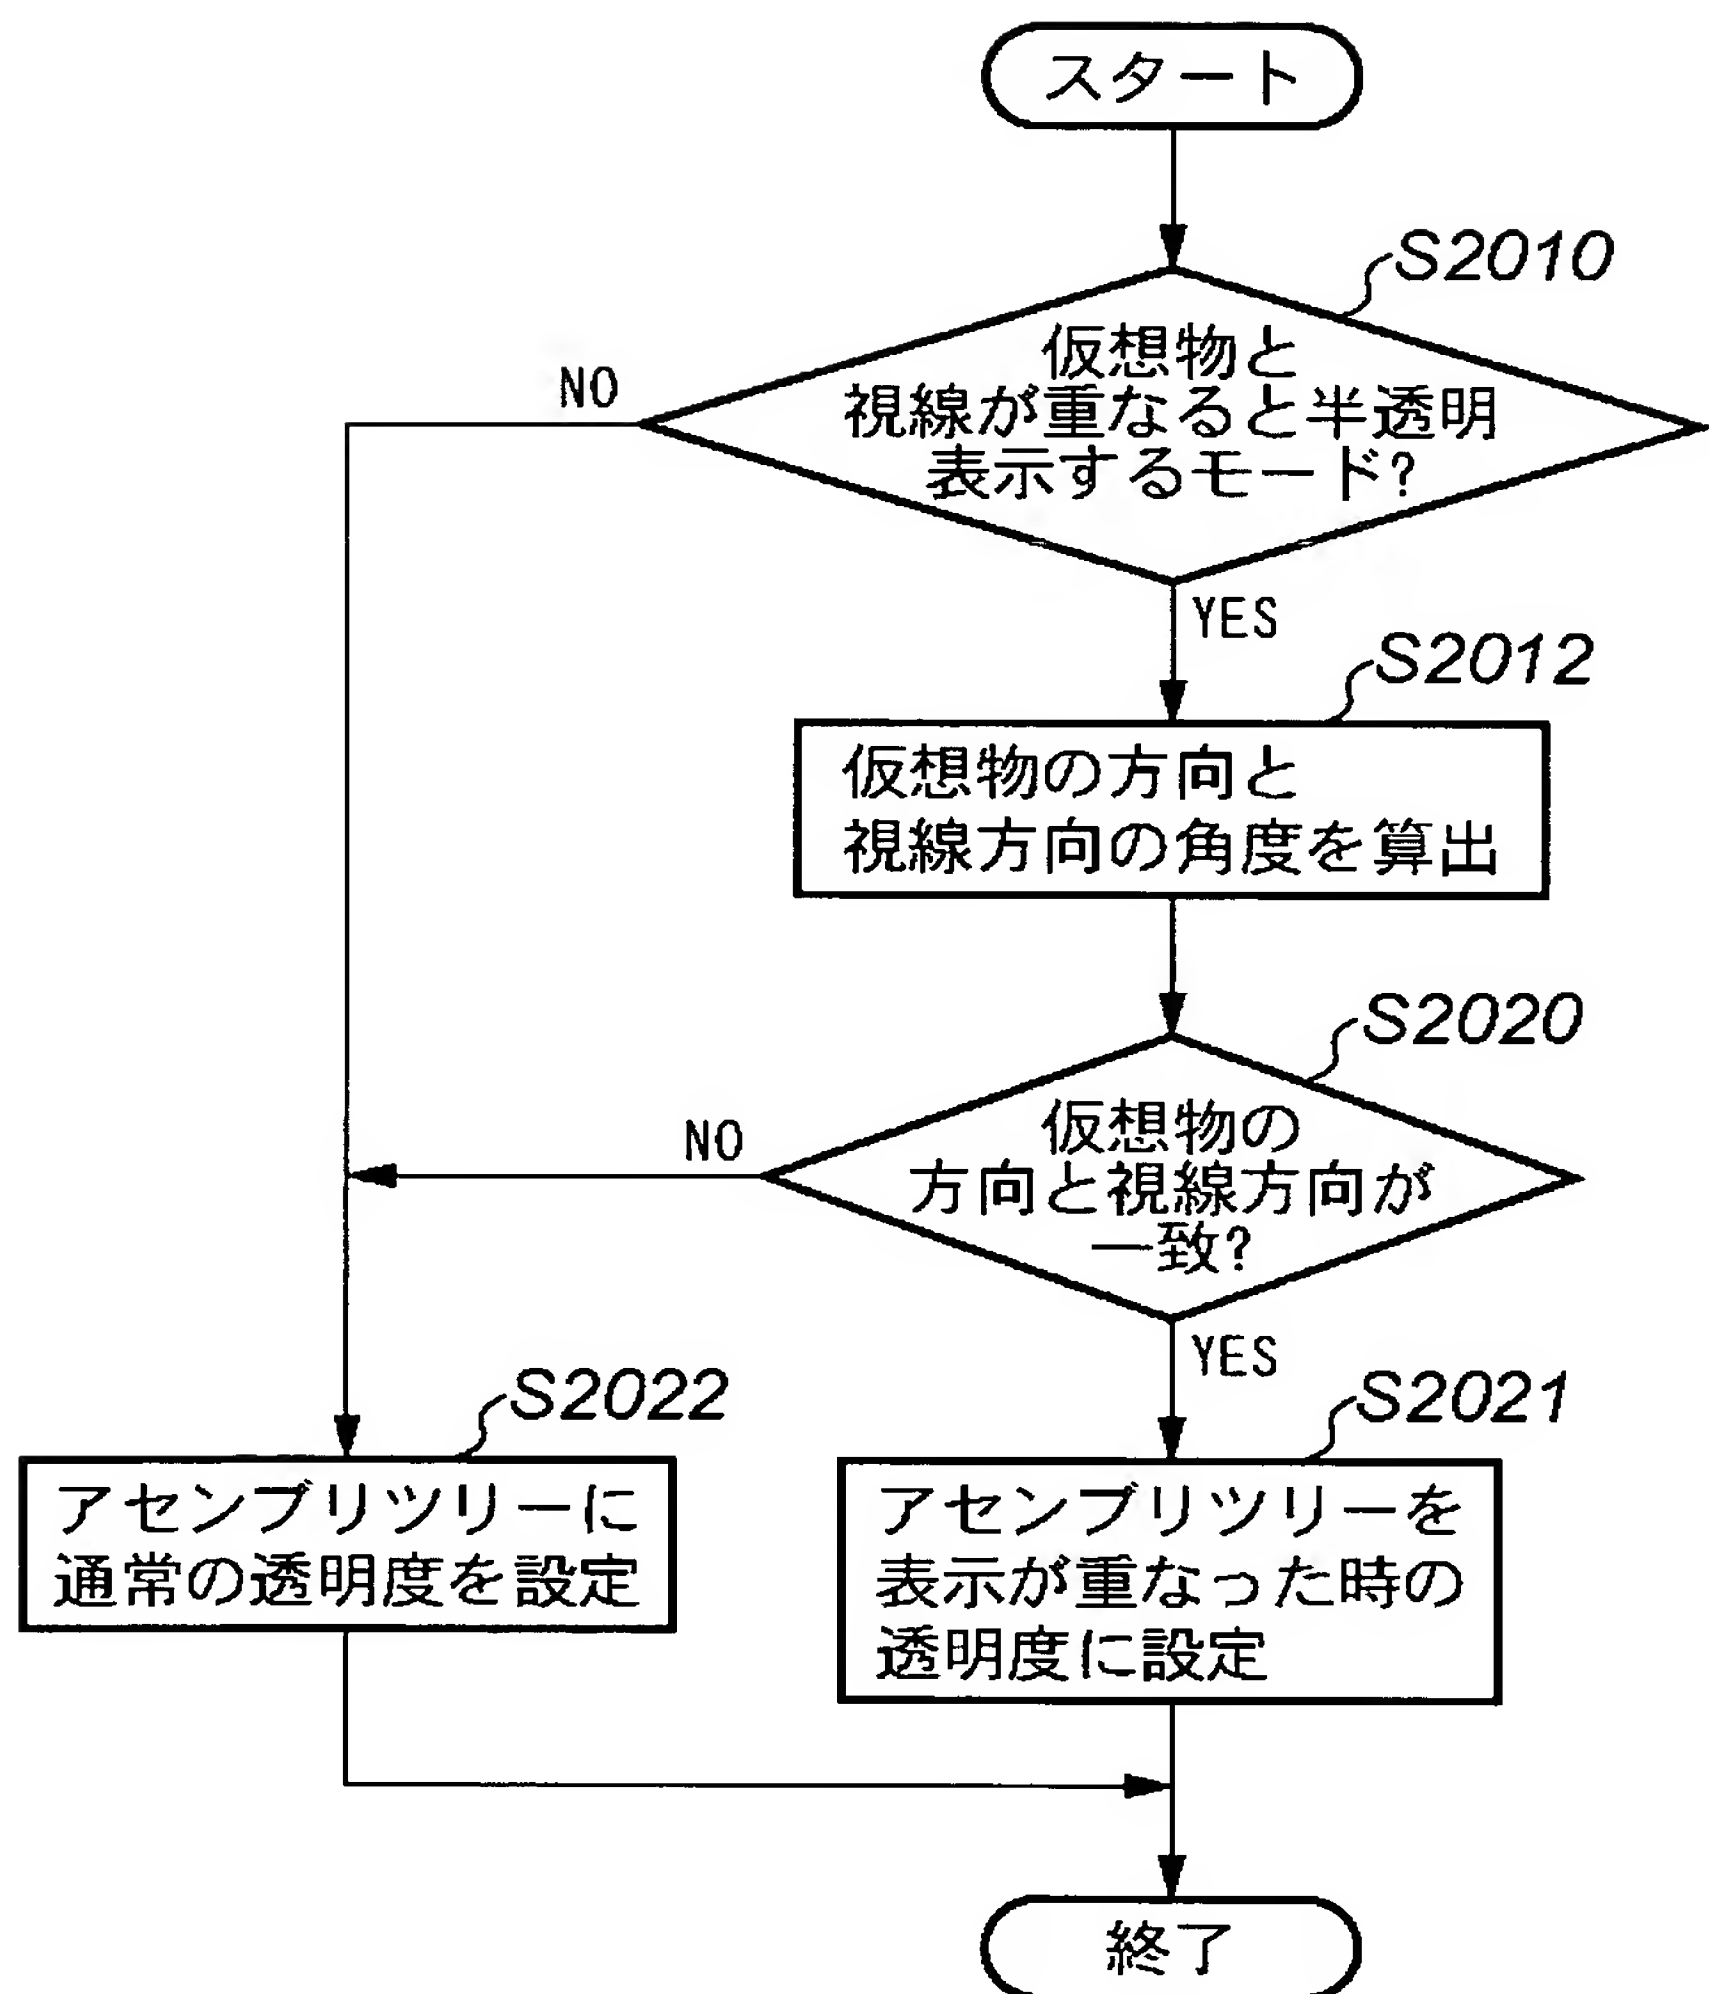 スタート
S2010
仮想物と
視線が重なると半透明
表示するモード?
NO
YES
S2012
仮想物の方向と
視線方向の角度を算出
S2020
仮想物の
方向と視線方向が
一致?
NO
YES
S2022
アセンブリツリーに
通常の透明度を設定
S2021
アセンブリツリーを
表示が重なった時の
透明度に設定
終了